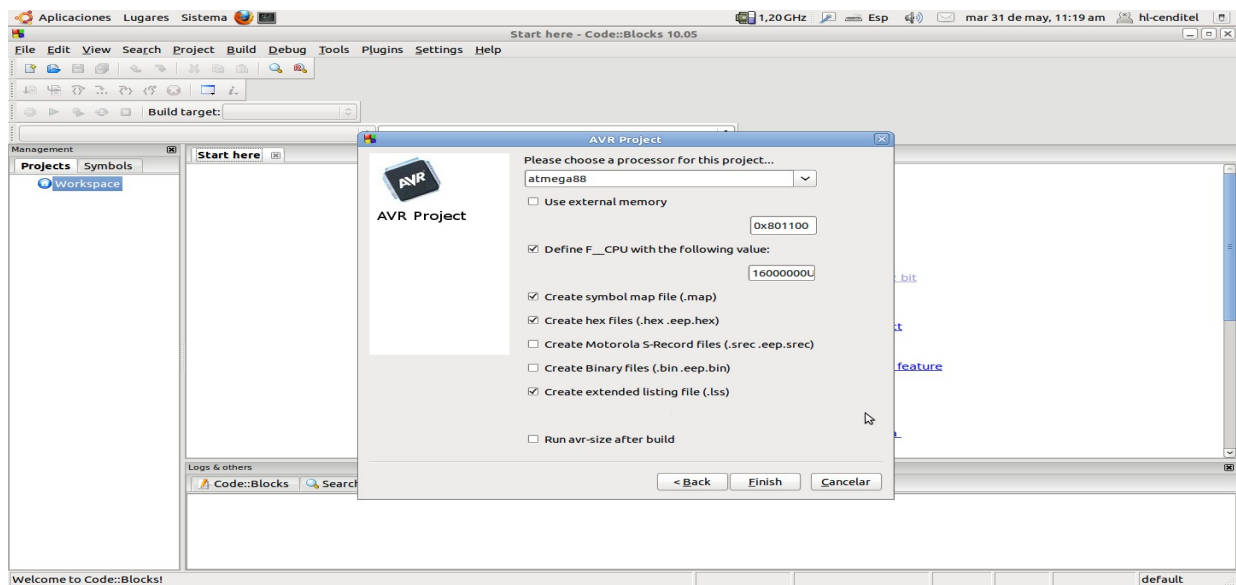 Aplicaciones Lugares Sistema 1,20 GHz Esp mar 31 de may, 11:19 am hl-cenditel
Start here - Code::Blocks 10.05
File Edit View Search Project Build Debug Tools Plugins Settings Help
Build target:
Management
Projects Symbols
Workspace
Start here
AVR Project
AVR
AVR Project
Please choose a processor for this project...
atmega88
Use external memory
0x801100
Define F__CPU with the following value:
16000000U
Create symbol map file (.map)
Create hex files (.hex .eep.hex)
Create Motorola S-Record files (.srec .eep.srec)
Create Binary files (.bin .eep.bin)
Create extended listing file (.lss)
Run avr-size after build
< Back Finish Cancelar
bit
feature
Logs & others
Code::Blocks Search
Welcome to Code::Blocks! default